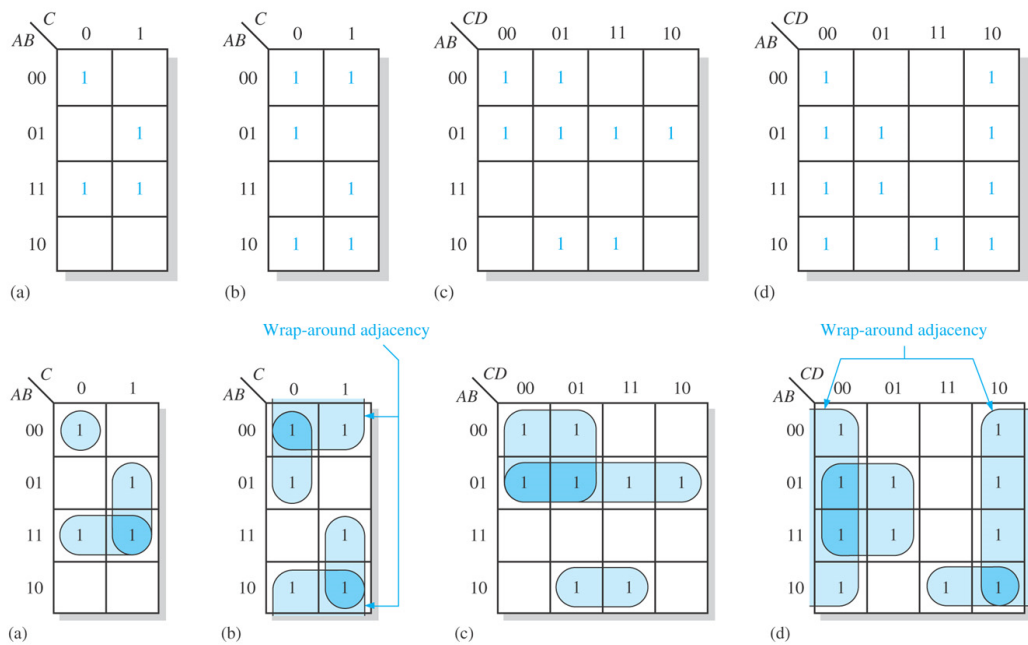 C C CD CD
AB 0 1 AB 0 1 AB 00 01 11 10 AB 00 01 11 10
00 1 00 1 1 00 1 1 00 1 1
01 1 01 1 01 1 1 1 1 01 1 1 1
11 1 1 11 1 11 11 1 1 1
10 10 1 1 10 1 1 10 1 1 1
(a) (b) (c) (d)
Wrap-around adjacency Wrap-around adjacency
C C CD CD
AB 0 1 AB 0 1 AB 00 01 11 10 AB 00 01 11 10
00 1 00 1 1 00 1 1 00 1 1
01 1 01 1 01 1 1 1 1 01 1 1 1
11 1 1 11 1 11 11 1 1 1
10 10 1 1 10 1 1 10 1 1 1
(a) (b) (c) (d)